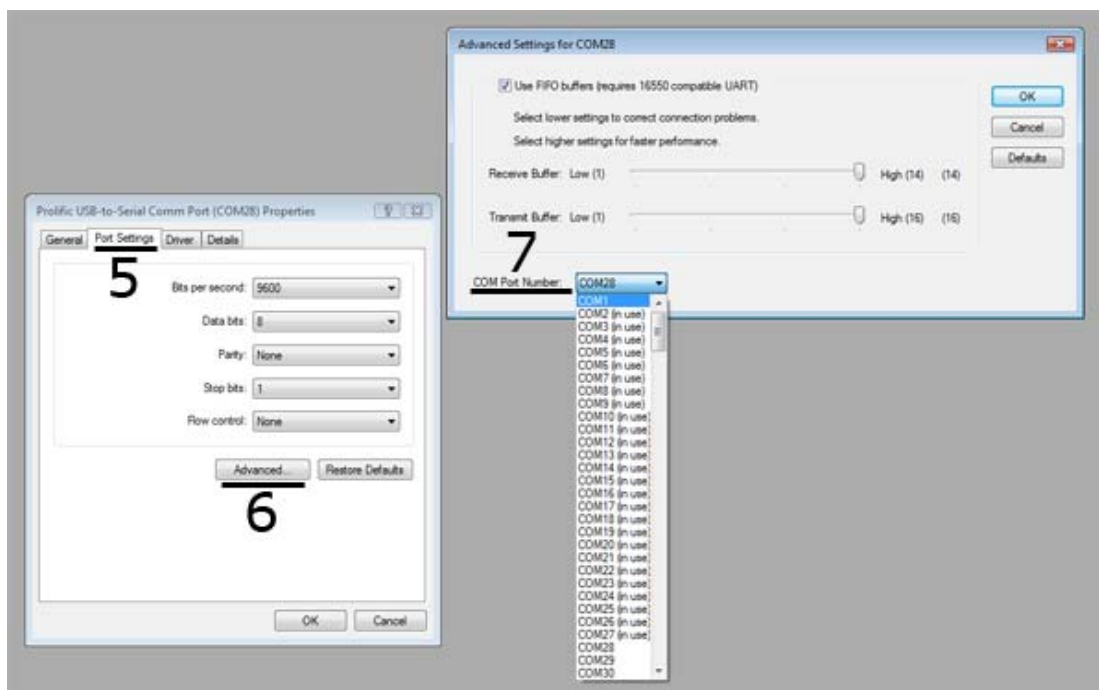 Advanced Settings for COM28
Use FIFO buffers (requires 16550 compatible UART)
OK
Select lower settings to correct connection problems.
Cancel
Select higher settings for faster performance.
Defaults
Receive Buffer: Low (1) High (14) (14)
Transmit Buffer: Low (1) High (16) (16)
7
COM Port Number: COM28
COM1
COM2 (in use)
COM3 (in use)
COM4 (in use)
COM5 (in use)
COM6 (in use)
COM7 (in use)
COM8 (in use)
COM9 (in use)
COM10 (in use)
COM11 (in use)
COM12 (in use)
COM13 (in use)
COM14 (in use)
COM15 (in use)
COM16 (in use)
COM17 (in use)
COM18 (in use)
COM19 (in use)
COM20 (in use)
COM21 (in use)
COM22 (in use)
COM23 (in use)
COM24 (in use)
COM25 (in use)
COM26 (in use)
COM27 (in use)
COM28
COM29
COM30
Prolific USB-to-Serial Comm Port (COM28) Properties
General Port Settings Driver Details
5
Bits per second: 9600
Data bits: 8
Parity: None
Stop bits: 1
Flow control: None
Advanced... Restore Defaults
6
OK Cancel